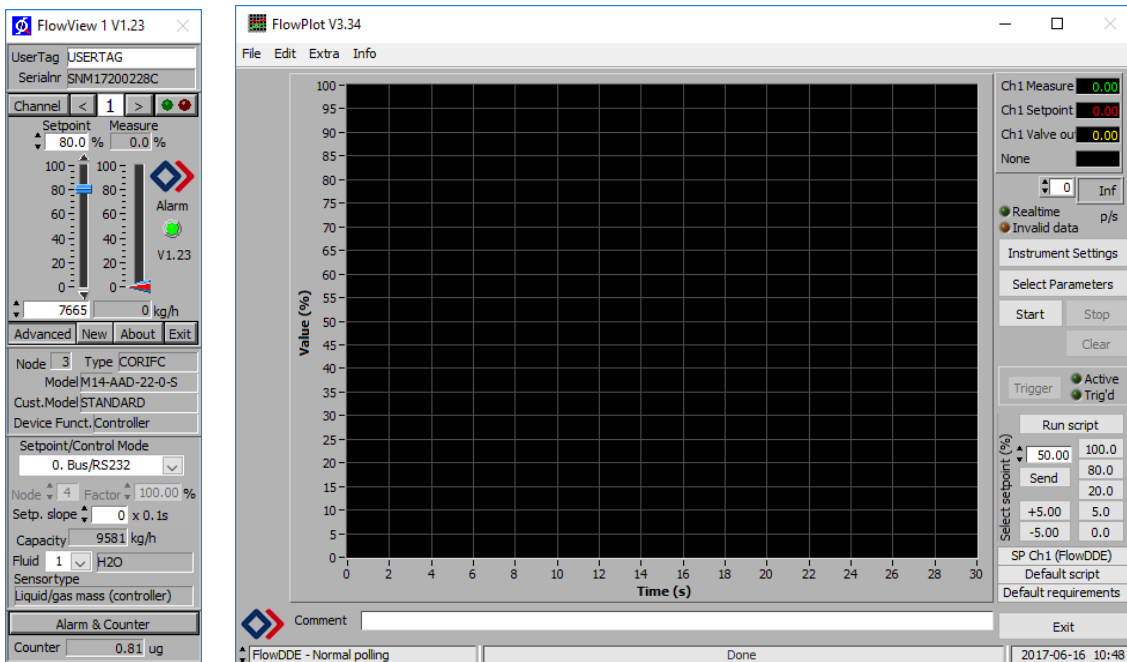 FlowView 1 V1.23
UserTag USERTAG
Serialnr SNM17200228C
Channel < 1 >
Setpoint Measure
80.0 % 0.0 %
100 100
80 80
60 60
40 40
20 20
0 0
Alarm
V1.23
7665 0 kg/h
Advanced New About Exit
Node 3 Type CORIFC
Model M14-AAD-22-0-S
Cust.Model STANDARD
Device Funct. Controller
Setpoint/Control Mode
0. Bus/RS232
Node 4 Factor 100.00 %
Setp. slope 0 x 0.1s
Capacity 9581 kg/h
Fluid 1 H2O
Sensortype
Liquid/gas mass (controller)
Alarm & Counter
Counter 0.81 ug
FlowPlot V3.34
File Edit Extra Info
Value (%)
100
95
90
85
80
75
70
65
60
55
50
45
40
35
30
25
20
15
10
5
0
0 2 4 6 8 10 12 14 16 18 20 22 24 26 28 30
Time (s)
Ch1 Measure 0.00
Ch1 Setpoint 0.00
Ch1 Valve ou 0.00
None
0 Inf
Realtime p/s
Invalid data
Instrument Settings
Select Parameters
Start Stop
Clear
Trigger Active
Trig'd
Run script
Select setpoint (%)
50.00 100.0
Send 80.0
20.0
+5.00 5.0
-5.00 0.0
SP Ch1 (FlowDDE)
Default script
Default requirements
Comment
Exit
FlowDDE - Normal polling Done 2017-06-16 10:48